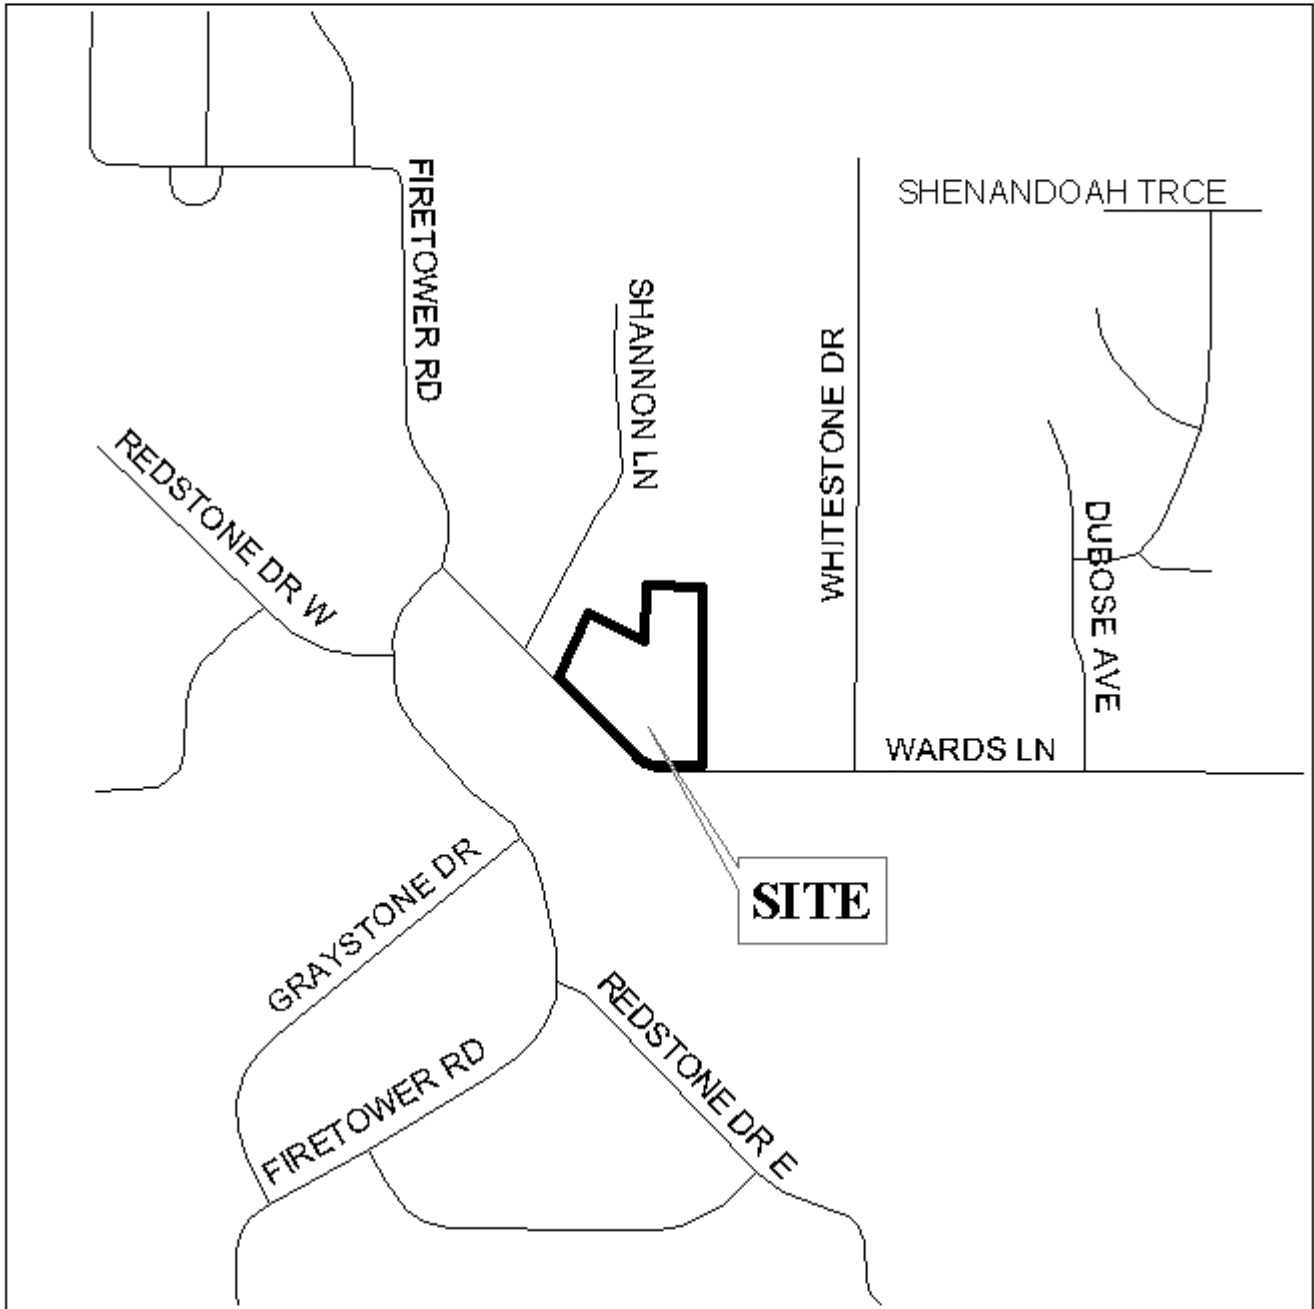 FIRETOWER RD
SHENANDOAH TRCE
SHANNON LN
WHITESTONE DR
REDSTONE DR W
DUBOSE AVE
WARDS LN
GRAYSTONE DR
SITE
REDSTONE DR E
FIRETOWER RD